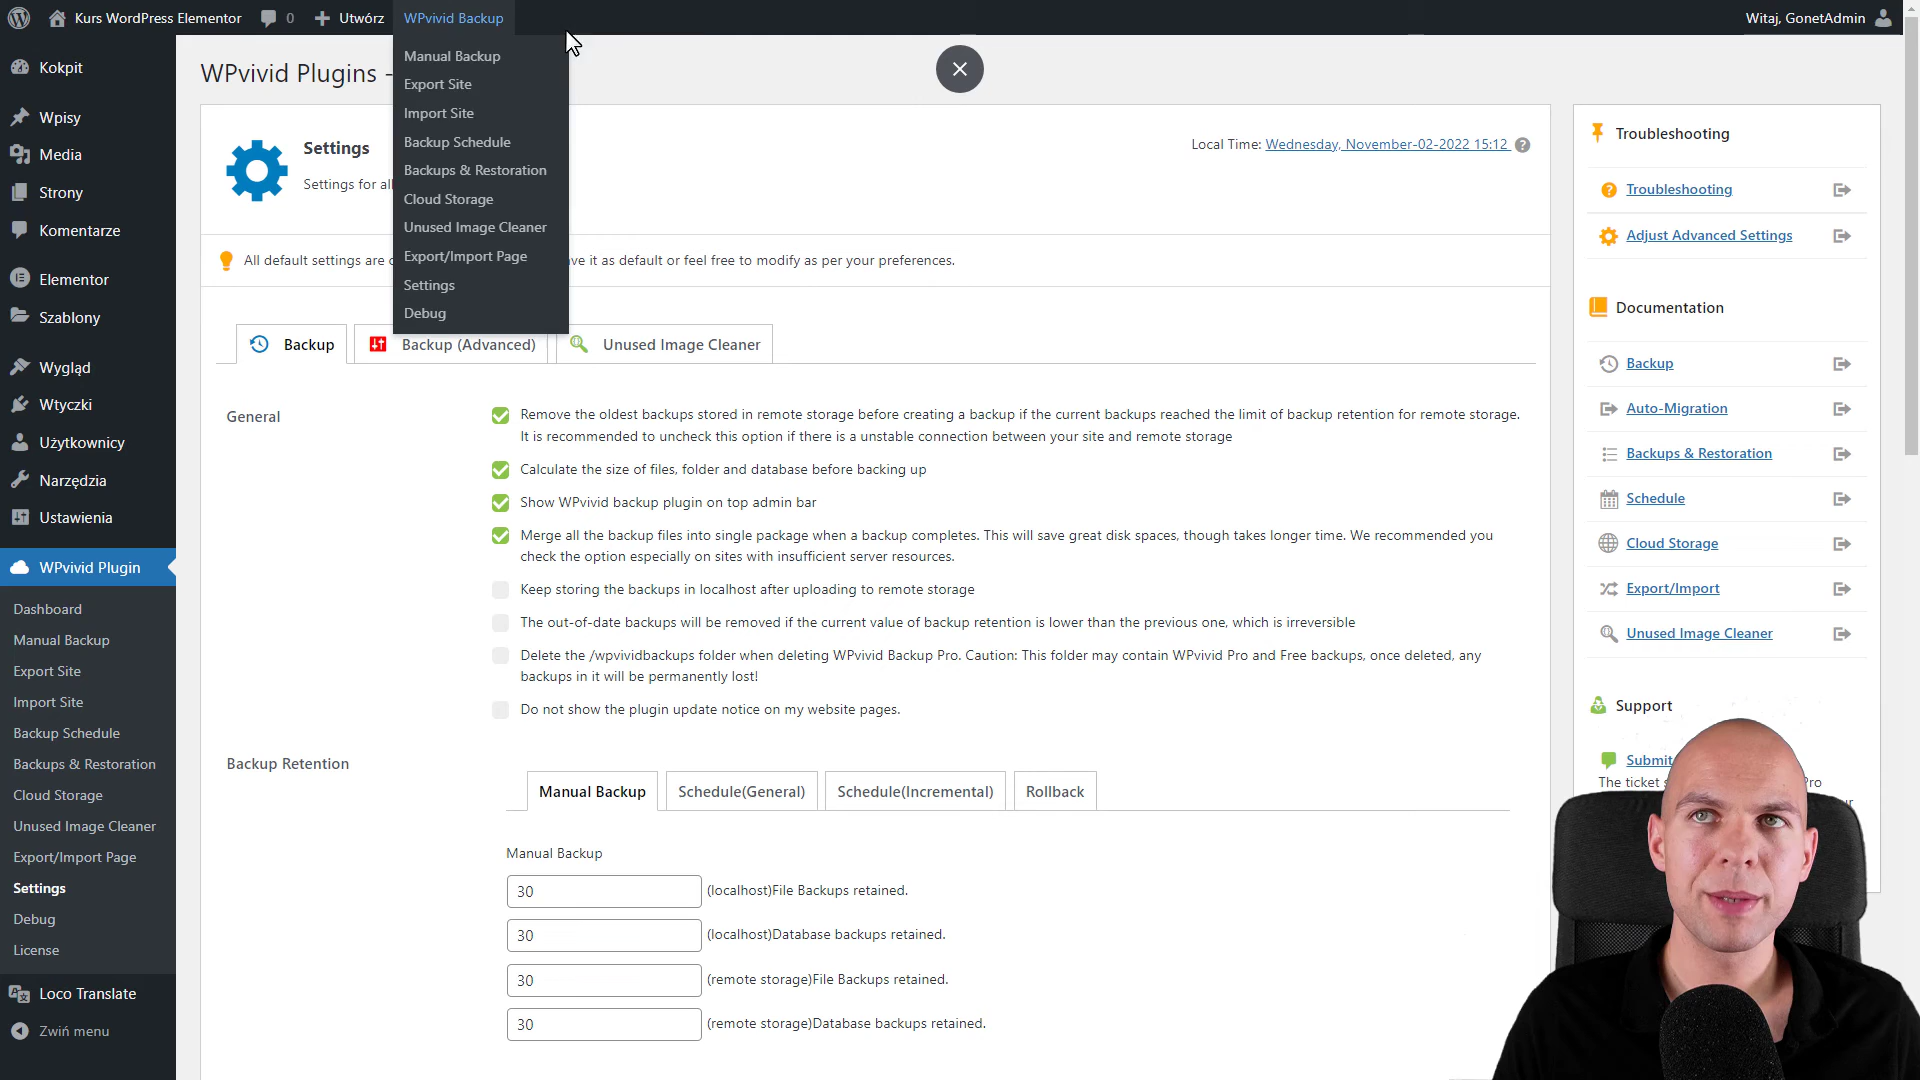 Kurs WordPress Elementor
0
Utwórz
WPvivid Backup
Witaj, GonetAdmin
Manual Backup
Export Site
Import Site
Backup Schedule
Backups & Restoration
Cloud Storage
Unused Image Cleaner
Export/Import Page
Settings
Debug
Kokpit
Wpisy
Media
Strony
Komentarze
Elementor
Szablony
Wygląd
Wtyczki
Użytkownicy
Narzędzia
Ustawienia
WPvivid Plugin
Dashboard
Manual Backup
Export Site
Import Site
Backup Schedule
Backups & Restoration
Cloud Storage
Unused Image Cleaner
Export/Import Page
Settings
Debug
License
Loco Translate
Zwiń menu
WPvivid Plugins -
Settings
Settings for al
Local Time: Wednesday, November-02-2022 15:12
All default settings are ve it as default or feel free to modify as per your preferences.
Backup
Backup (Advanced)
Unused Image Cleaner
General
Remove the oldest backups stored in remote storage before creating a backup if the current backups reached the limit of backup retention for remote storage.
It is recommended to uncheck this option if there is a unstable connection between your site and remote storage
Calculate the size of files, folder and database before backing up
Show WPvivid backup plugin on top admin bar
Merge all the backup files into single package when a backup completes. This will save great disk spaces, though takes longer time. We recommended you
check the option especially on sites with insufficient server resources.
Keep storing the backups in localhost after uploading to remote storage
The out-of-date backups will be removed if the current value of backup retention is lower than the previous one, which is irreversible
Delete the /wpvividbackups folder when deleting WPvivid Backup Pro. Caution: This folder may contain WPvivid Pro and Free backups, once deleted, any
backups in it will be permanently lost!
Do not show the plugin update notice on my website pages.
Backup Retention
Manual Backup
Schedule(General)
Schedule(Incremental)
Rollback
Manual Backup
30 (localhost)File Backups retained.
30 (localhost)Database backups retained.
30 (remote storage)File Backups retained.
30 (remote storage)Database backups retained.
Troubleshooting
Troubleshooting
Adjust Advanced Settings
Documentation
Backup
Auto-Migration
Backups & Restoration
Schedule
Cloud Storage
Export/Import
Unused Image Cleaner
Support
Submit
The ticket Pro